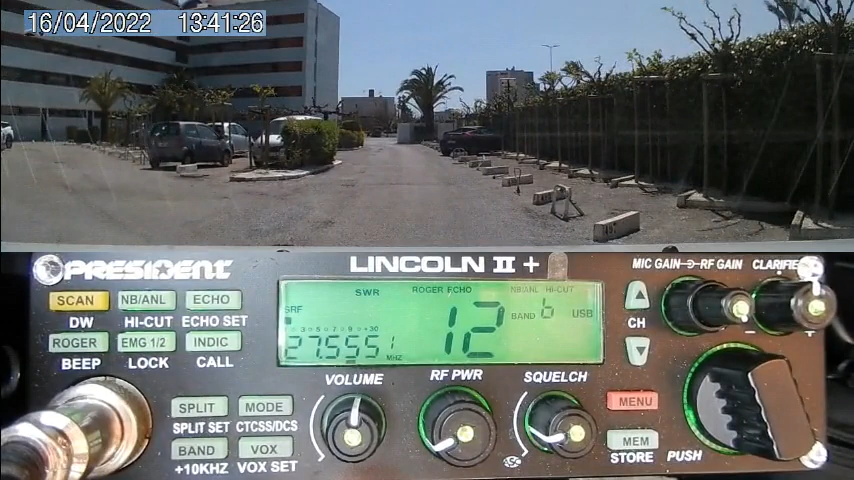 16/04/2022 13:41:26
PRESIDENT
LINCOLN II +
MIC GAIN RF GAIN CLARIFIER
SCAN NB/ANL ECHO
DW HI-CUT ECHO SET
ROGER EMG 1/2 INDIC
BEEP LOCK CALL
SWR ROGER ECHO NB/ANL HI-CUT
SRF
12 BAND b USB
27.5551 MHZ
CH
VOLUME RF PWR SQUELCH
SPLIT MODE
SPLIT SET CTCSS/DCS
BAND VOX
+10KHZ VOX SET
MENU
MEM
STORE PUSH